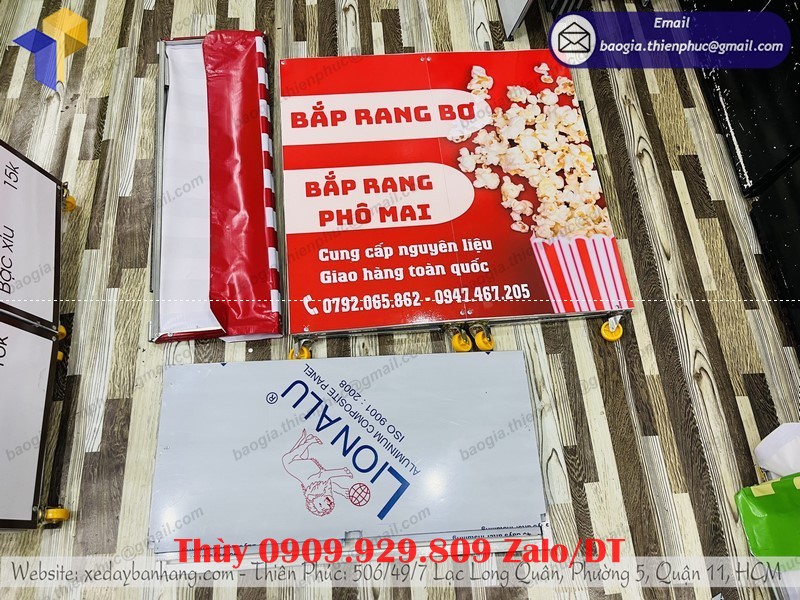 Email
baogia.thienphuc@gmail.com
BẮP RANG BƠ
BẮP RANG
PHÔ MAI
Cung cấp nguyên liệu
Giao hàng toàn quốc
0792.065.862 - 0947.467.205
15k
Bạc xỉu
LIONALU®
ALUMINIUM COMPOSITE PANEL
ISO 9001 : 2008
Thùy 0909.929.809 Zalo/ĐT
Website: xedaybanhang.com - Thiên Phúc: 506/49/7 Lạc Long Quân, Phường 5, Quận 11, HCM